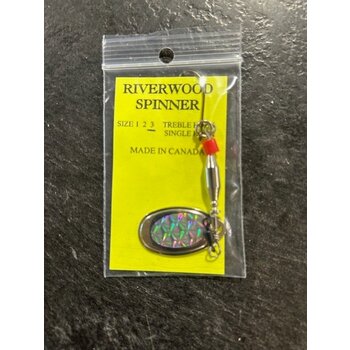 RIVERWOOD
SPINNER
SIZE 1 2 3 TREBLE
SINGLE
MADE IN CANADA